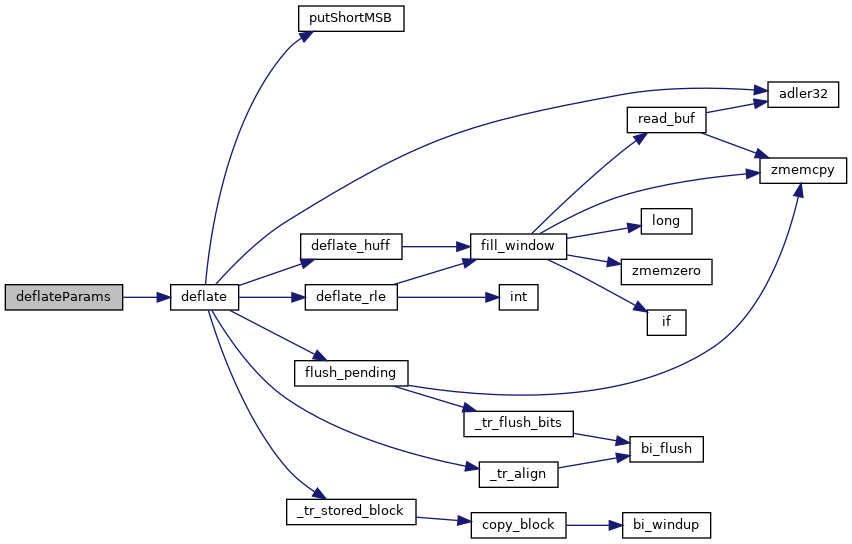 putShortMSB
adler32
read_buf
zmemcpy
long
deflate_huff
fill_window
zmemzero
deflateParams
deflate
deflate_rle
int
if
flush_pending
_tr_flush_bits
bi_flush
_tr_align
_tr_stored_block
copy_block
bi_windup